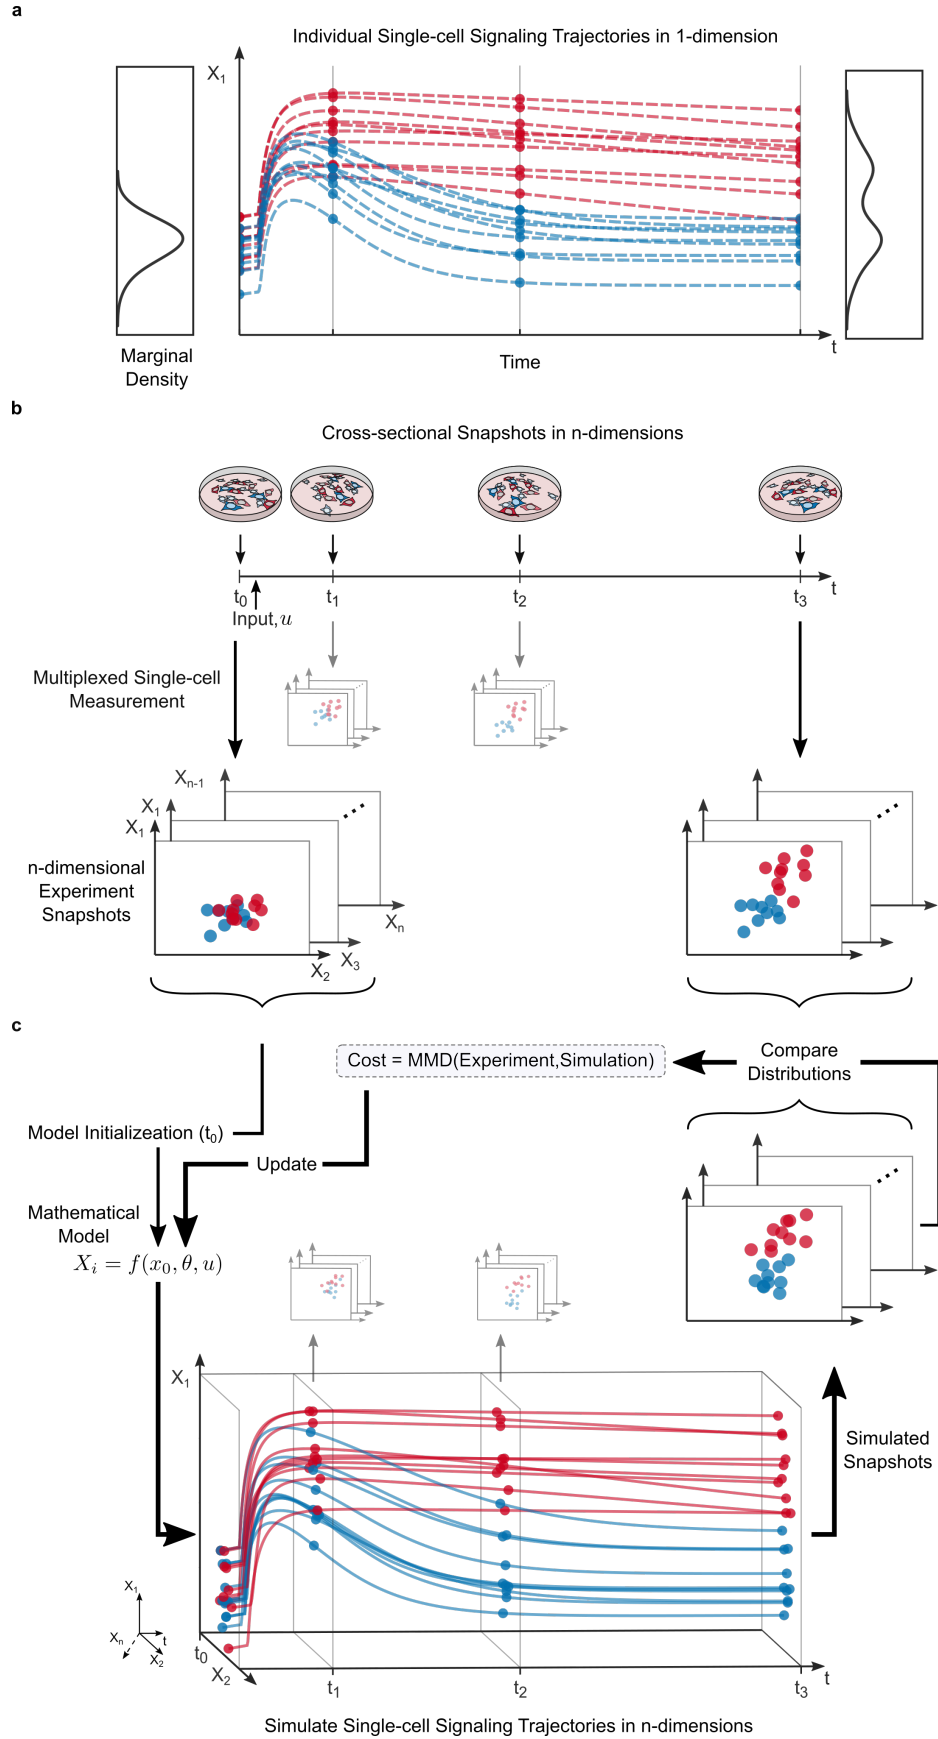 a
Individual Single-cell Signaling Trajectories in 1-dimension
X1
t
Time
Marginal
Density
b
Cross-sectional Snapshots in n-dimensions
t
t0
t1
t2
t3
Input, u
Multiplexed Single-cell
Measurement
Xn-1
X1
X1
n-dimensional
Experiment
Snapshots
Xn
X3
X2
c
Cost = MMD(Experiment,Simulation)
Compare
Distributions
Model Initializeation (t0)
Update
Mathematical
Model
Xi = f(x0, θ, u)
X1
Simulated
Snapshots
X1
t
Xn
X2
t0
X2
t1
t2
t3
t
Simulate Single-cell Signaling Trajectories in n-dimensions